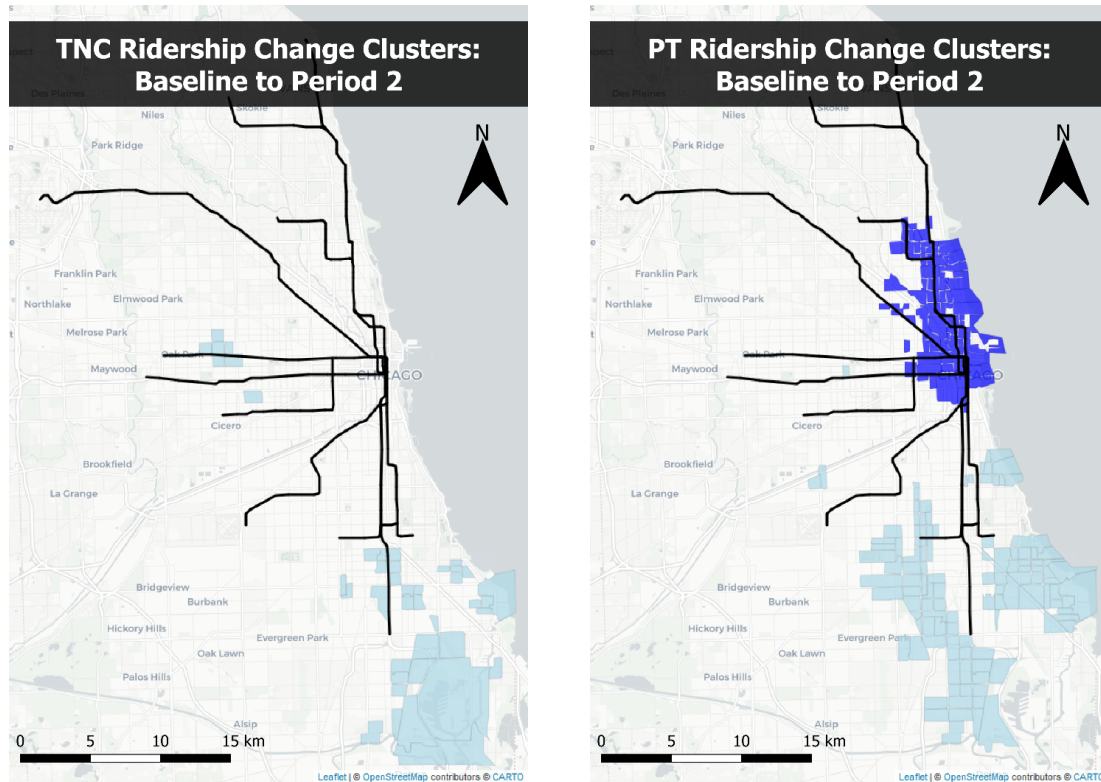 TNC Ridership Change Clusters:
Baseline to Period 2
Des Plaines
Skokie
Niles
Park Ridge
N
Franklin Park
Northlake
Elmwood Park
Melrose Park
Oak Park
Maywood
CHICAGO
Cicero
Brookfield
La Grange
Bridgeview
Burbank
Hickory Hills
Evergreen Park
Oak Lawn
Palos Hills
Alsip
0 5 10 15 km
Leaflet | © OpenStreetMap contributors © CARTO
PT Ridership Change Clusters:
Baseline to Period 2
Des Plaines
Skokie
Niles
Park Ridge
N
Franklin Park
Northlake
Elmwood Park
Melrose Park
Oak Park
Maywood
CHICAGO
Cicero
Brookfield
La Grange
Bridgeview
Burbank
Hickory Hills
Evergreen Park
Oak Lawn
Palos Hills
Alsip
0 5 10 15 km
Leaflet | © OpenStreetMap contributors © CARTO